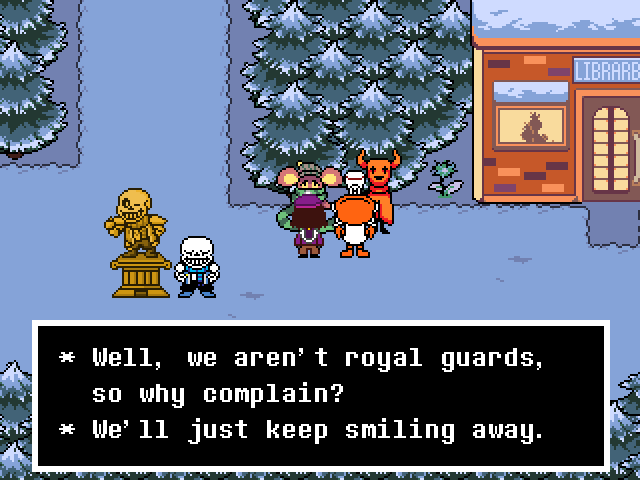 LIBRARB
* Well, we aren't royal guards,
so why complain?
* We'll just keep smiling away.